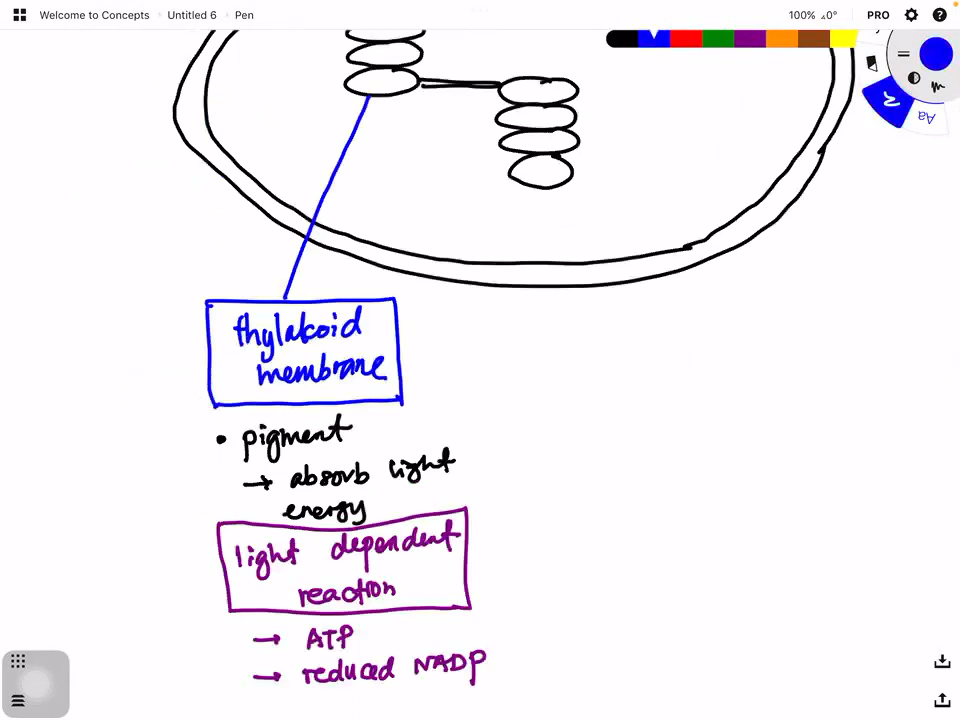 Welcome to Concepts > Untitled 6 > Pen
100% 0° PRO
Aa
thylakoid
membrane
• pigment
→ absorb light
energy
light dependent
reaction
→ ATP
→ reduced NADP